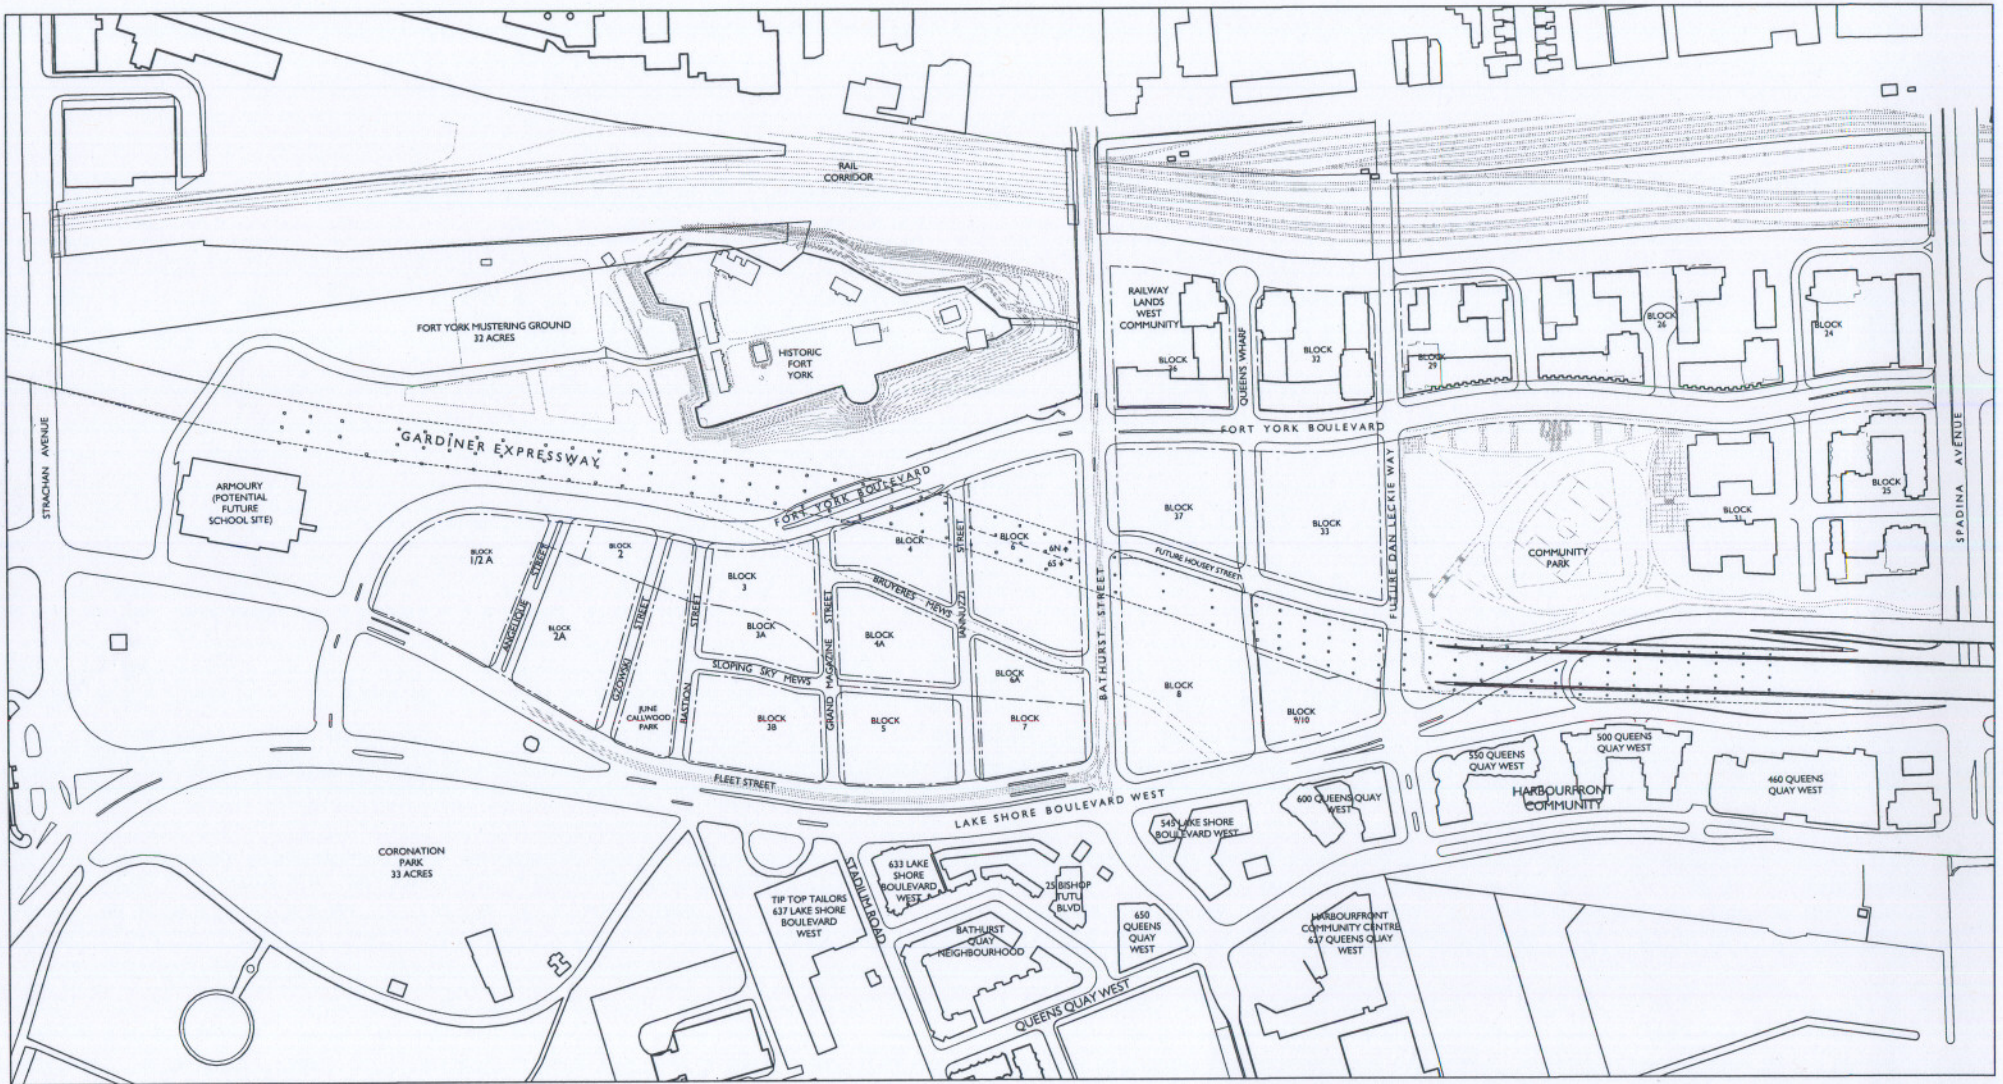 RAIL
CORRIDOR
FORT YORK MUSTERING GROUND
32 ACRES
HISTORIC
FORT
YORK
RAILWAY
LANDS
WEST
COMMUNITY
BLOCK
QUEEN'S WHARF
BLOCK
32
BLOCK
29
BLOCK
26
BLOCK
24
STRACHAN AVENUE
GARDINER EXPRESSWAY
FORT YORK BOULEVARD
FORT YORK BOULEVARD
ARMOURY
(POTENTIAL
FUTURE
SCHOOL SITE)
BLOCK
1/2 A
ANGELIQUE STREET
BLOCK
2
BLOCK
2A
GZOWSKI STREET
JUNE
CALLWOOD
PARK
BASTION STREET
BLOCK
3
BLOCK
3A
SLOPING SKY MEWS
BLOCK
3B
GRAND MAGAZINE STREET
BLOCK
4
BRUYERES MEWS
BLOCK
4A
BLOCK
5
IANNUZZI STREET
BLOCK
6
6N
6S
BLOCK
6A
BLOCK
7
BATHURST STREET
BLOCK
37
FUTURE HOUSEY STREET
BLOCK
33
BLOCK
8
BLOCK
9/10
FUTURE DAN LECKIE WAY
COMMUNITY
PARK
BLOCK
31
BLOCK
25
SPADINA AVENUE
FLEET STREET
LAKE SHORE BOULEVARD WEST
550 QUEENS
QUAY WEST
500 QUEENS
QUAY WEST
HARBOURFRONT
COMMUNITY
460 QUEENS
QUAY WEST
600 QUEENS QUAY
WEST
545 LAKE SHORE
BOULEVARD WEST
CORONATION
PARK
33 ACRES
TIP TOP TAILORS
637 LAKE SHORE
BOULEVARD
WEST
STADIUM ROAD
633 LAKE
SHORE
BOULEVARD
WEST
25 BISHOP
TUTU
BLVD
BATHURST
QUAY
NEIGHBOURHOOD
650
QUEENS
QUAY
WEST
HARBOURFRONT
COMMUNITY CENTRE
627 QUEENS QUAY
WEST
QUEENS QUAY WEST